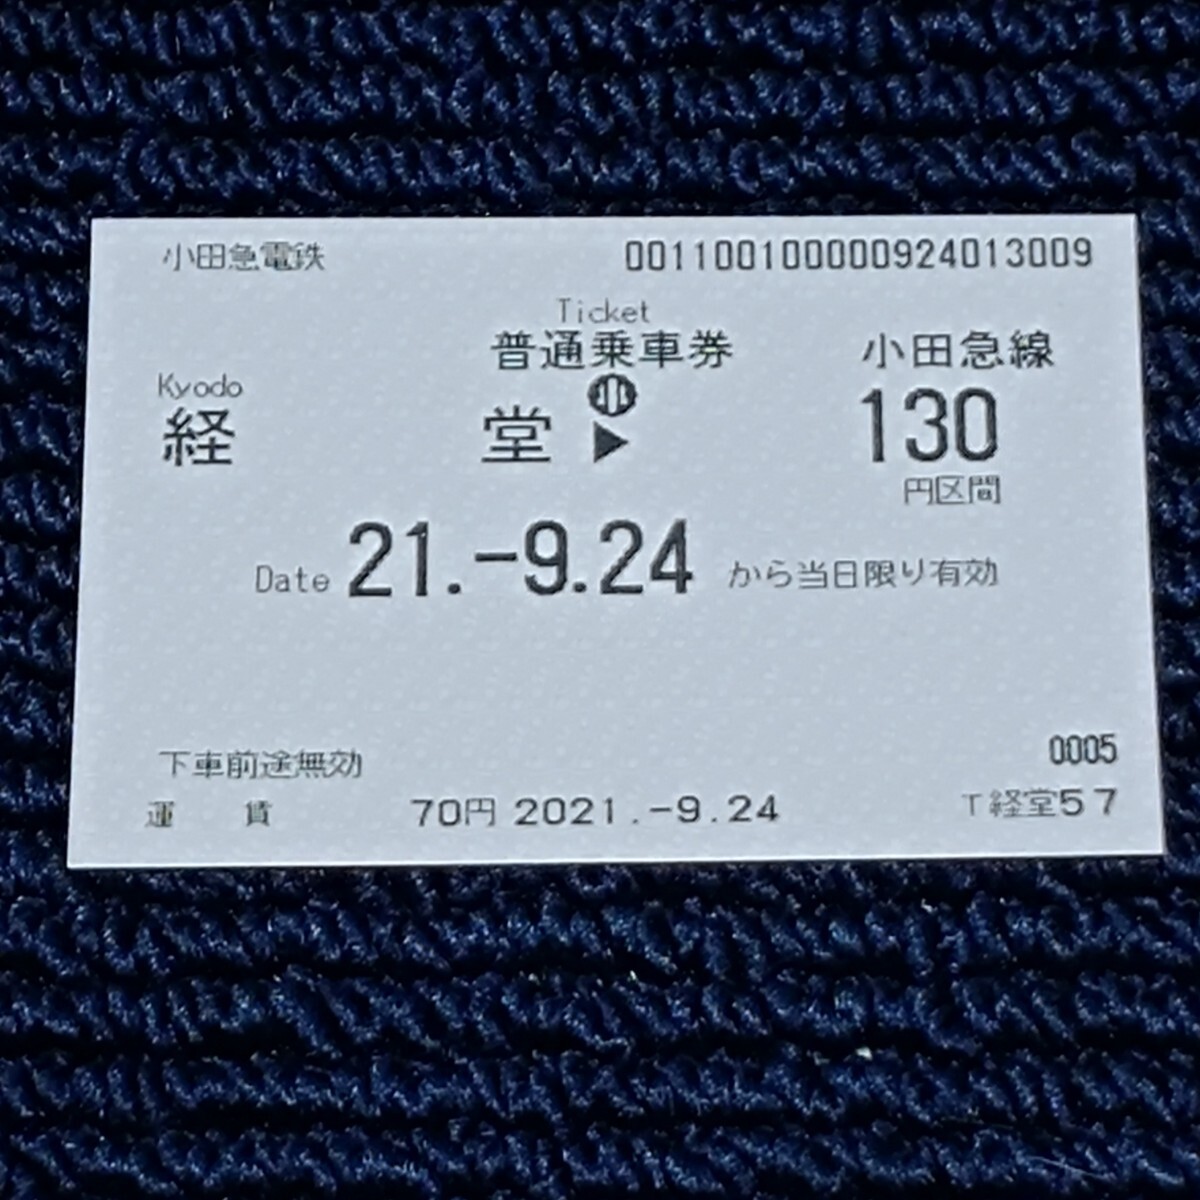 小田急電鉄 0011001000000924013009
Ticket
普通乗車券 小田急線
Kyodo
経 堂 ▶ 130
円区間
Date 21.-9.24 から当日限り有効
0005
下車前途無効
運 賃 70円 2021.-9.24 T経堂57